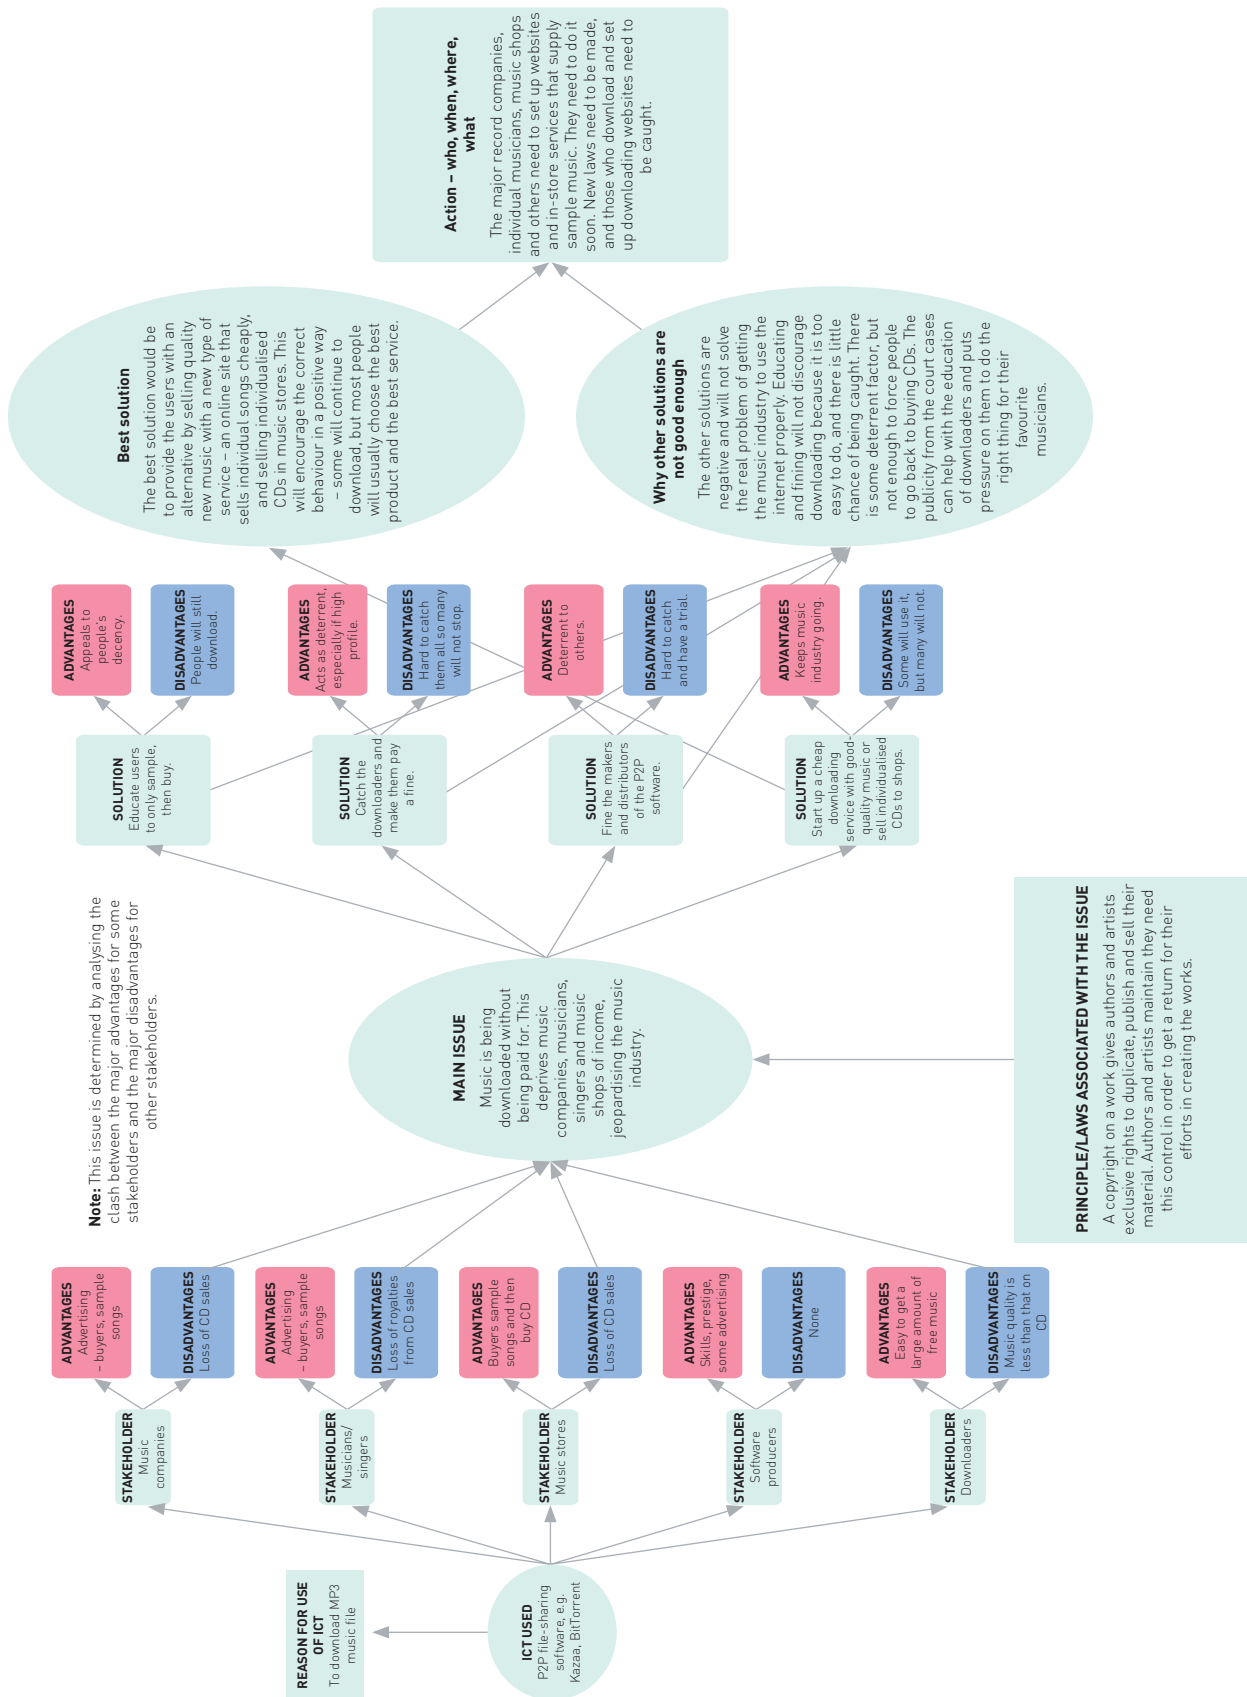 REASON FOR USE
OF ICT
To download MP3
music file
ICT USED
P2P file-sharing
software, e.g.
Kazaa, BitTorrent
STAKEHOLDER
Music
companies
ADVANTAGES
Advertising
– buyers, sample
songs
DISADVANTAGES
Loss of CD sales
STAKEHOLDER
Musicians/
singers
ADVANTAGES
Advertising
– buyers, sample
songs
DISADVANTAGES
Loss of royalties
from CD sales
STAKEHOLDER
Music stores
ADVANTAGES
Buyers sample
songs and then
buy CD
DISADVANTAGES
Loss of CD sales
STAKEHOLDER
Software
producers
ADVANTAGES
Skills, prestige,
some advertising
DISADVANTAGES
None
STAKEHOLDER
Downloaders
ADVANTAGES
Easy to get a
large amount of
free music
DISADVANTAGES
Music quality is
less than that on
CD
Note: This issue is determined by analysing the
clash between the major advantages for some
stakeholders and the major disadvantages for
other stakeholders.
MAIN ISSUE
Music is being
downloaded without
being paid for. This
deprives music
companies, musicians,
singers and music
shops of income,
jeopardising the music
industry.
PRINCIPLE/LAWS ASSOCIATED WITH THE ISSUE
A copyright on a work gives authors and artists
exclusive rights to duplicate, publish and sell their
material. Authors and artists maintain they need
this control in order to get a return for their
efforts in creating the works.
SOLUTION
Educate users
to only sample,
then buy.
ADVANTAGES
Appeals to
people's
decency.
DISADVANTAGES
People will still
download.
SOLUTION
Catch the
downloaders and
make them pay
a fine.
ADVANTAGES
Acts as deterrent,
especially if high
profile.
DISADVANTAGES
Hard to catch
them all so many
will not stop.
SOLUTION
Fine the makers
and distributors
of the P2P
software.
ADVANTAGES
Deterrent to
others.
DISADVANTAGES
Hard to catch
and have a trial.
SOLUTION
Start up a cheap
downloading
service with good-
quality music or
sell individualised
CDs to shops.
ADVANTAGES
Keeps music
industry going.
DISADVANTAGES
Some will use it,
but many will not.
Best solution
The best solution would be
to provide the users with an
alternative by selling quality
new music with a new type of
service – an online site that
sells individual songs cheaply,
and selling individualised
CDs in music stores. This
will encourage the correct
behaviour in a positive way
– some will continue to
download, but most people
will usually choose the best
product and the best service.
Why other solutions are
not good enough
The other solutions are
negative and will not solve
the real problem of getting
the music industry to use the
internet properly. Educating
and fining will not discourage
downloading because it is too
easy to do, and there is little
chance of being caught. There
is some deterrent factor, but
not enough to force people
to go back to buying CDs. The
publicity from the court cases
can help with the education
of downloaders and puts
pressure on them to do the
right thing for their
favourite
musicians.
Action – who, when, where,
what
The major record companies,
individual musicians, music shops
and others need to set up websites
and in-store services that supply
sample music. They need to do it
soon. New laws need to be made,
and those who download and set
up downloading websites need to
be caught.